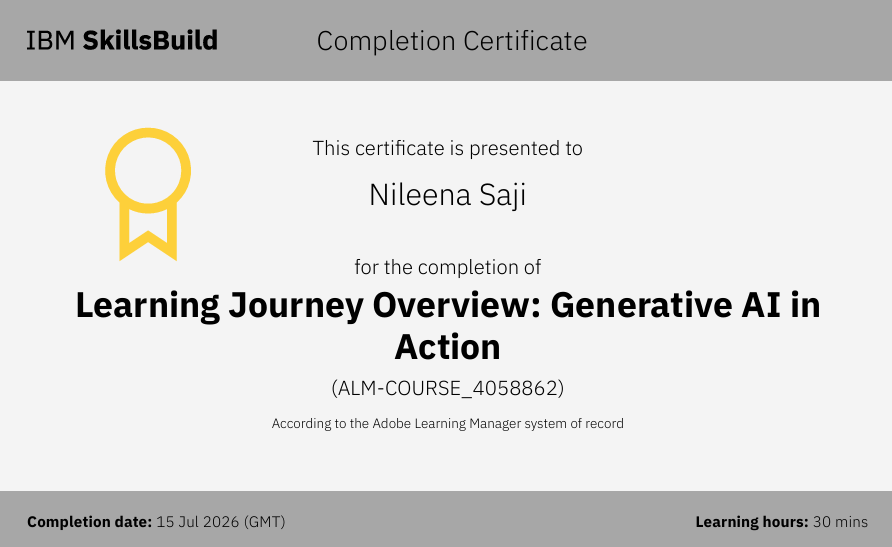 IBM SkillsBuild
Completion Certificate
This certificate is presented to
Nileena Saji
for the completion of
Learning Journey Overview: Generative AI in
Action
(ALM-COURSE_4058862)
According to the Adobe Learning Manager system of record
Completion date: 15 Jul 2026 (GMT)
Learning hours: 30 mins